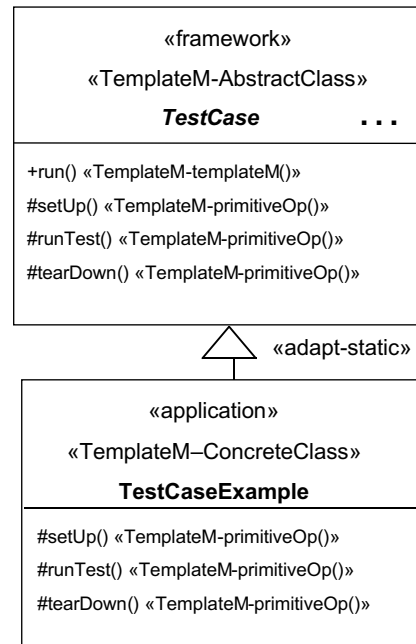 «framework»
«TemplateM-AbstractClass»
TestCase ...
+run() «TemplateM-templateM()»
#setUp() «TemplateM-primitiveOp()»
#runTest() «TemplateM-primitiveOp()»
#tearDown() «TemplateM-primitiveOp()»
«adapt-static»
«application»
«TemplateM–ConcreteClass»
TestCaseExample
#setUp() «TemplateM-primitiveOp()»
#runTest() «TemplateM-primitiveOp()»
#tearDown() «TemplateM-primitiveOp()»